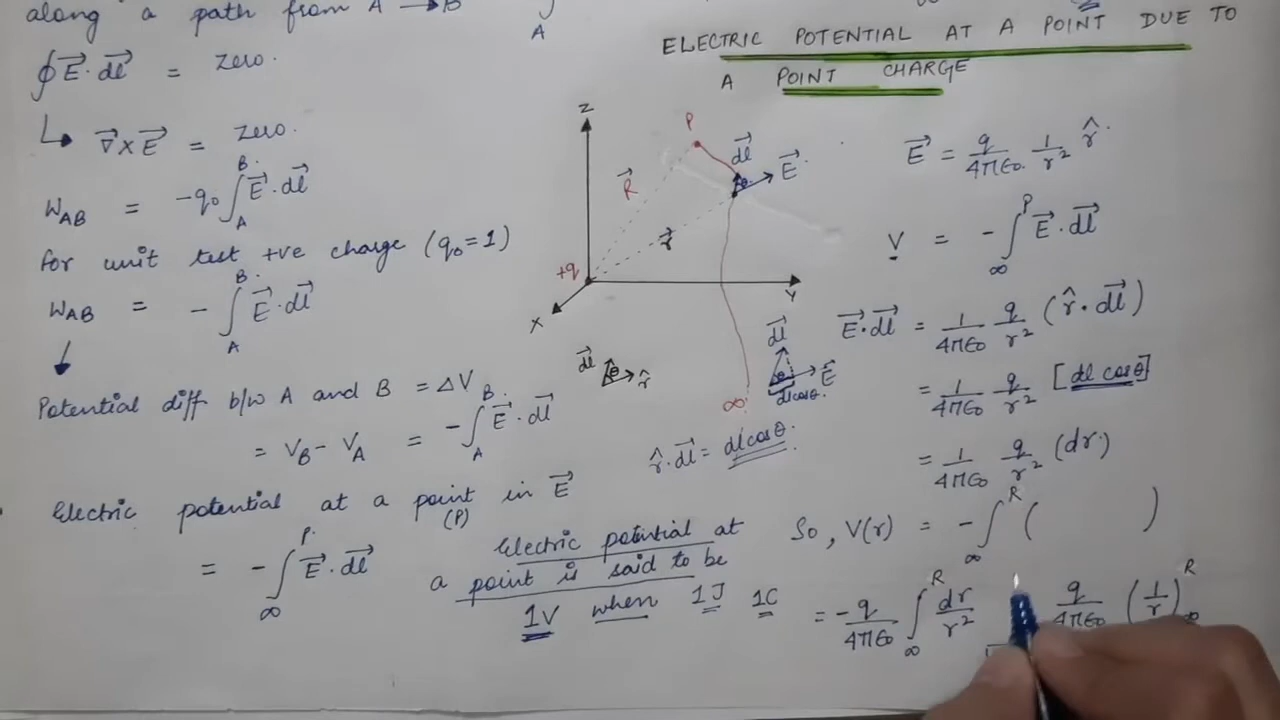 along a path from A → B
∮E⃗·dl⃗ = zero.
↳ ∇⃗×E⃗ = zero.
W_AB = -q₀ ∫_A^B E⃗·dl⃗
for unit test +ve charge (q₀=1)
W_AB = - ∫_A^B E⃗·dl⃗
↓
Potential diff b/w A and B = ΔV
= V_B - V_A = - ∫_A^B E⃗·dl⃗
Electric potential at a point in E⃗
(P)
= - ∫_∞^P E⃗·dl⃗
A
Z
P
dl⃗
E⃗
θ
R⃗
r⃗
+q
Y
X
dl⃗
θ
r̂
∞
dl⃗
θ
E⃗
dlcosθ.
r̂·dl⃗ = dlcosθ.
Electric potential at
a point is said to be
1V when 1J 1C
ELECTRIC POTENTIAL AT A POINT DUE TO
A POINT CHARGE
E⃗ = q/4πε₀ 1/r² r̂.
V = - ∫_∞^P E⃗·dl⃗
E⃗·dl⃗ = 1/4πε₀ q/r² (r̂·dl⃗)
= 1/4πε₀ q/r² [dl cosθ]
= 1/4πε₀ q/r² (dr.)
So, V(r) = - ∫_∞^R ( )
= -q/4πε₀ ∫_∞^R dr/r² q/4πε₀ (1/r)_∞^R